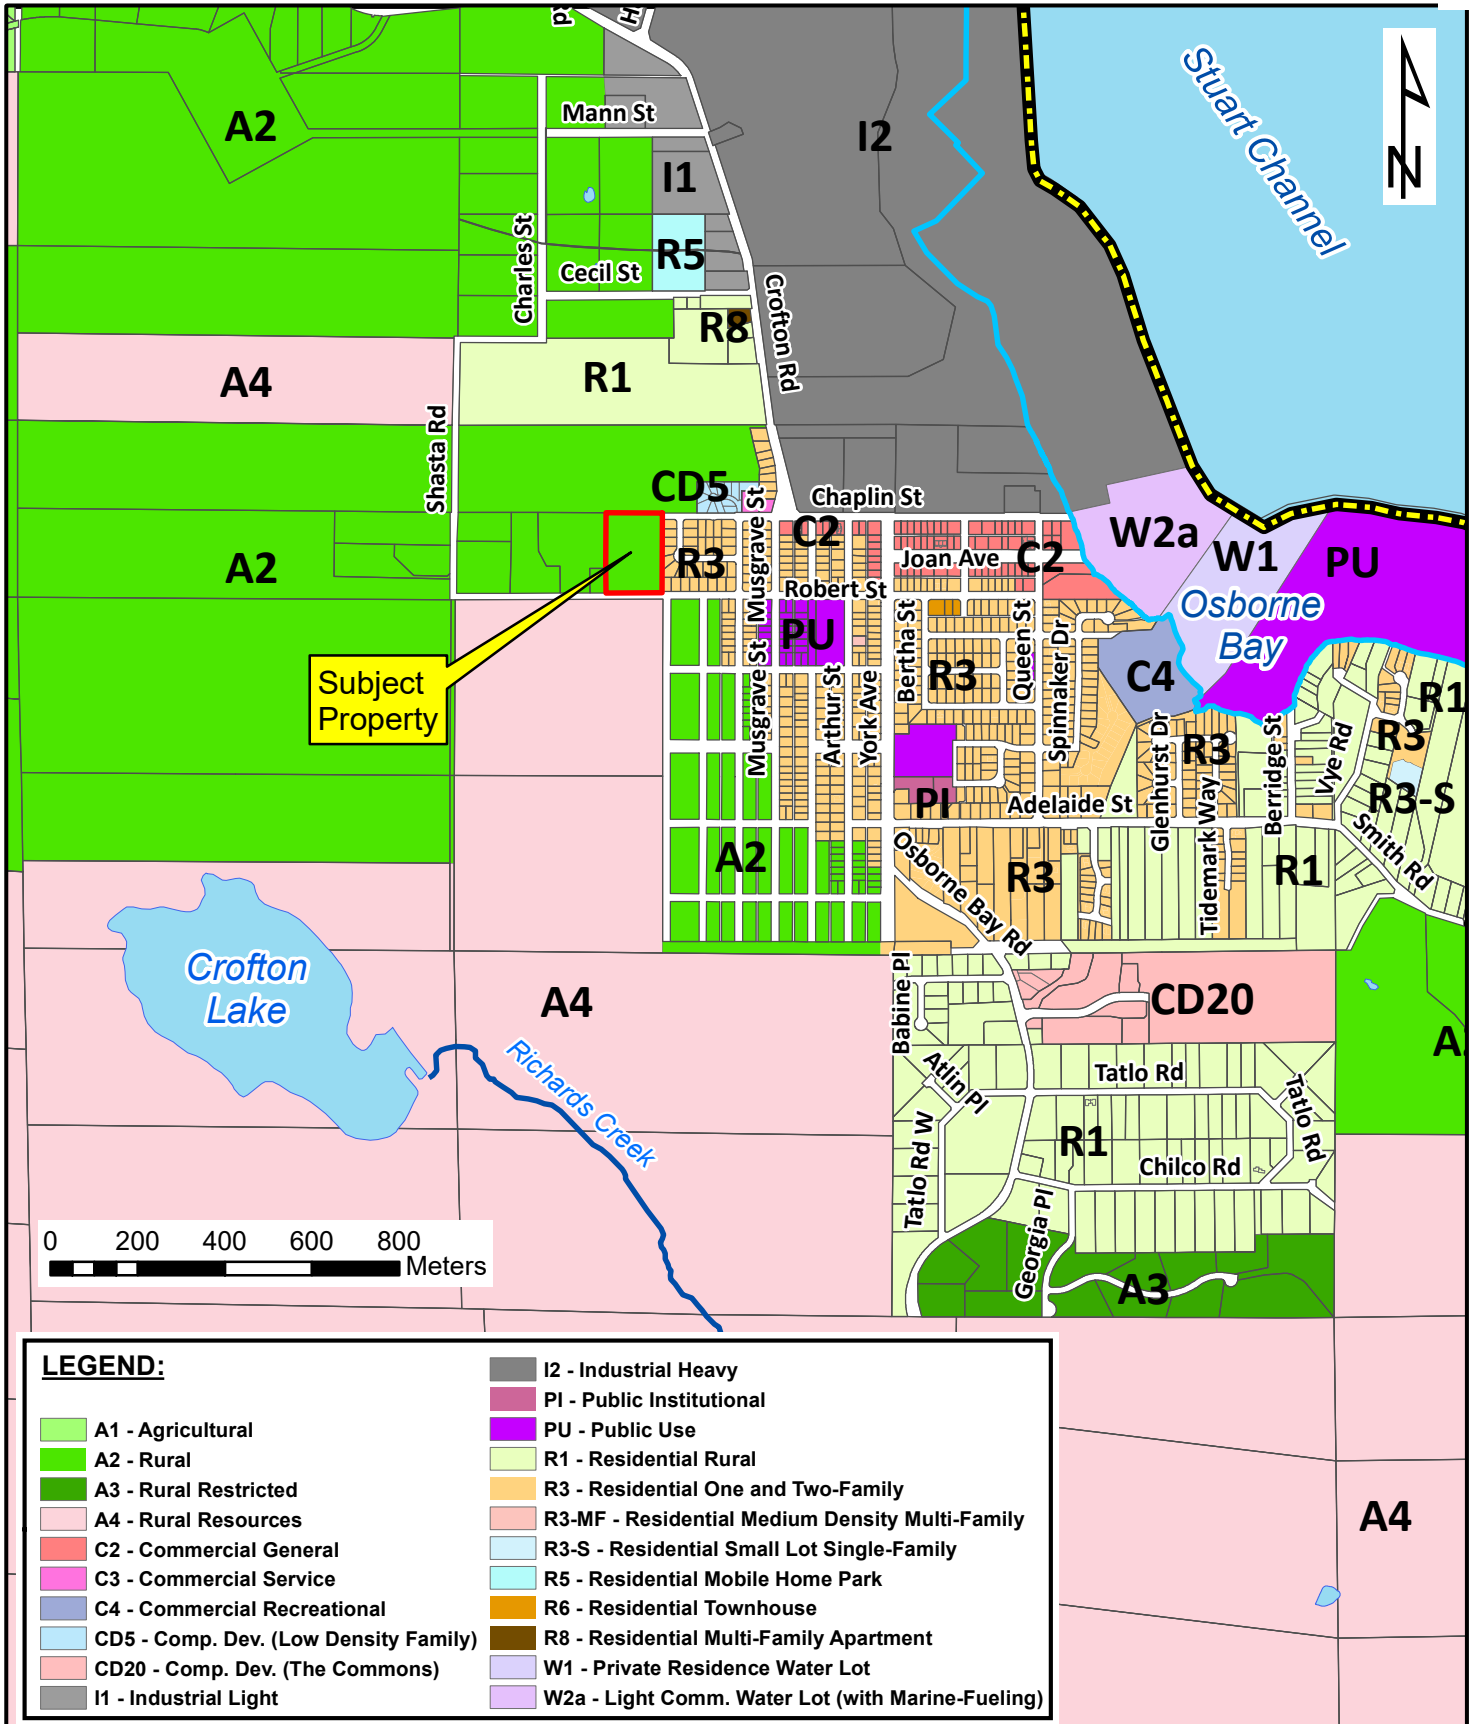 Mann St
A2
I2
Stuart Channel
N
I1
Charles St
R5
Cecil St
Crofton Rd
R8
A4
R1
Shasta Rd
CD5
Musgrave St
Chaplin St
C2
W2a
A2
R3
Joan Ave
C2
W1
PU
Robert St
Osborne
Bay
PU
Subject
Property
Musgrave St
Arthur St
York Ave
Bertha St
R3
Queen St
Spinnaker Dr
C4
R1
R3
Glenhurst Dr
R3
Tidemark Way
Berridge St
Vye Rd
R3-S
PI
Adelaide St
Smith Rd
A2
Osborne Bay Rd
R3
R1
Crofton
Lake
A4
Babine Pl
CD20
Richards Creek
Atlin Pl
Tatlo Rd
Tatlo Rd
R1
Chilco Rd
Tatlo Rd W
Georgia Pl
A3
0 200 400 600 800
Meters
A4
LEGEND:
A1 - Agricultural
A2 - Rural
A3 - Rural Restricted
A4 - Rural Resources
C2 - Commercial General
C3 - Commercial Service
C4 - Commercial Recreational
CD5 - Comp. Dev. (Low Density Family)
CD20 - Comp. Dev. (The Commons)
I1 - Industrial Light
I2 - Industrial Heavy
PI - Public Institutional
PU - Public Use
R1 - Residential Rural
R3 - Residential One and Two-Family
R3-MF - Residential Medium Density Multi-Family
R3-S - Residential Small Lot Single-Family
R5 - Residential Mobile Home Park
R6 - Residential Townhouse
R8 - Residential Multi-Family Apartment
W1 - Private Residence Water Lot
W2a - Light Comm. Water Lot (with Marine-Fueling)